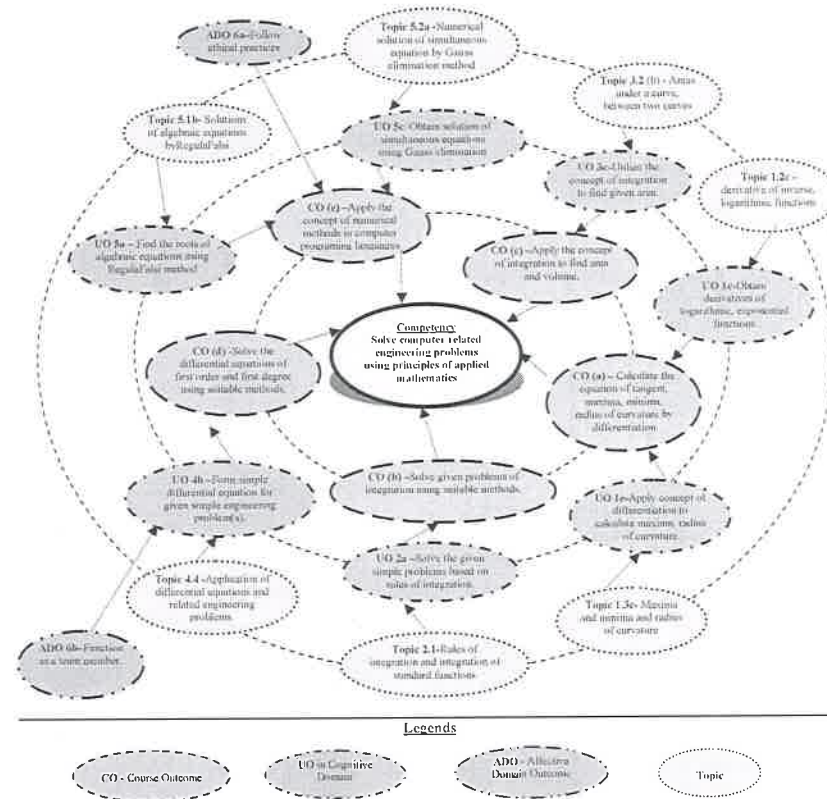 ADO 6a–Follow
ethical practices
Topic 5.2a -Numerical
solution of simultaneous
equation by Gauss
elimination method
Topic 3.2 (b) - Areas
under a curve,
between two curves
Topic 5.1b- Solutions
of algebraic equations
byRegulaFalsi
UO 5c- Obtain solution of
simultaneous equations
using Gauss elimination
UO 3c-Utilize the
concept of integration
to find given area.
Topic 1.2c –
derivative of inverse,
logarithmic, functions
CO (e) –Apply the
concept of numerical
methods in computer
programing languages
UO 5a – Find the roots of
algebraic equations using
RegulaFalsi method
CO (c) –Apply the concept
of integration to find area
and volume.
UO 1c-Obtain
derivatives of
logarithmic, exponential
functions.
Competency
Solve computer related
engineering problems
using principles of applied
mathematics
CO (d) -Solve the
differential equations of
first order and first degree
using suitable methods.
CO (a) – Calculate the
equation of tangent,
maxima, minima,
radius of curvature by
differentiation
UO 4b –Form simple
differential equation for
given simple engineering
problem(s).
CO (b) –Solve given problems of
integration using suitable methods.
UO 1e-Apply concept of
differentiation to
calculate maxima, radius
of curvature.
UO 2a –Solve the given
simple problems based on
rules of integration.
Topic 4.4 -Application of
differential equations and
related engineering
problems.
Topic 1.3c- Maxima
and minima and radius
of curvature
ADO 6b–Function
as a team member.
Topic 2.1-Rules of
integration and integration of
standard functions
Legends
CO - Course Outcome
UO in Cognitive
Domain
ADO - Affective
Domain Outcome
Topic